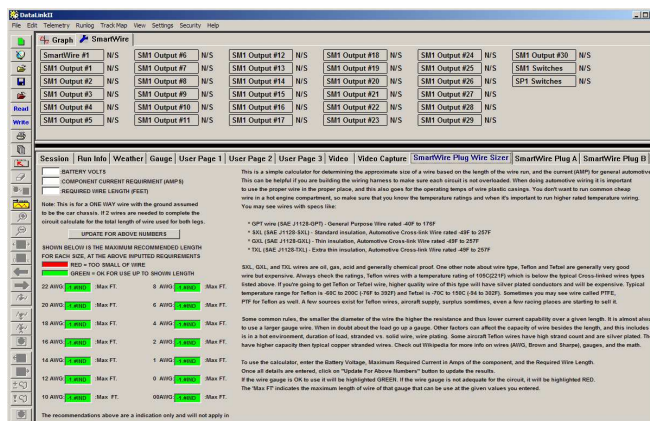 DataLinkII
File Edit Telemetry Runlog Track Map View Settings Security Help
Graph SmartWire
SmartWire #1 N/S SM1 Output #6 N/S SM1 Output #12 N/S SM1 Output #18 N/S SM1 Output #24 N/S SM1 Output #30 N/S
SM1 Output #1 N/S SM1 Output #7 N/S SM1 Output #13 N/S SM1 Output #19 N/S SM1 Output #25 N/S SM1 Switches N/S
SM1 Output #2 N/S SM1 Output #8 N/S SM1 Output #14 N/S SM1 Output #20 N/S SM1 Output #26 N/S SP1 Switches N/S
SM1 Output #3 N/S SM1 Output #9 N/S SM1 Output #15 N/S SM1 Output #21 N/S SM1 Output #27 N/S
SM1 Output #4 N/S SM1 Output #10 N/S SM1 Output #16 N/S SM1 Output #22 N/S SM1 Output #28 N/S
SM1 Output #5 N/S SM1 Output #11 N/S SM1 Output #17 N/S SM1 Output #23 N/S SM1 Output #29 N/S
Read
Write
Session Run Info Weather Gauge User Page 1 User Page 2 User Page 3 Video Video Capture SmartWire Plug Wire Sizer SmartWire Plug A SmartWire Plug B
BATTERY VOLTS
COMPONENT CURRENT REQUIRMENT (AMPS)
REQUIRED WIRE LENGTH (FEET)
Note: This is for a ONE WAY wire with the ground assumed
to be the car chassis. If 2 wires are needed to complete the
circuit calculate for the total length of wire used for both legs.
UPDATE FOR ABOVE NUMBERS
SHOWN BELOW IS THE MAXIMUM RECOMMENDED LENGTH
FOR EACH SIZE, AT THE ABOVE INPUTTED REQUIREMENTS
RED = TOO SMALL OF WIRE
GREEN = OK FOR USE UP TO SHOWN LENGTH
22 AWG: -1.#IND :Max FT. 8 AWG: -1.#IND :Max FT.
20 AWG: -1.#IND :Max FT. 6 AWG: -1.#IND :Max FT.
18 AWG: -1.#IND :Max FT. 4 AWG: -1.#IND :Max FT.
16 AWG: -1.#IND :Max FT. 2 AWG: -1.#IND :Max FT.
14 AWG: -1.#IND :Max FT. 1 AWG: -1.#IND :Max FT.
12 AWG: -1.#IND :Max FT. 0 AWG: -1.#IND :Max FT.
10 AWG: -1.#IND :Max FT. 00AWG: -1.#IND :Max FT.
The recommendations above are a indication only and will not apply in
This is a simple calculator for determining the approximate size of a wire based on the length of the wire run, and the current (AMP) for general automotive
This can be helpful if you are building the wiring harness to make sure each circuit is not overloaded. When doing automotive wiring it is important
to use the proper wire in the proper place, and this also goes for the operating temps of wire plastic casings. You don't want to run common cheap
wire in a hot engine compartment, so make sure that you know the temperature ratings and when it's important to run higher rated temperature wiring.
You may see wires with specs like:
* GPT wire (SAE J1128-GPT) - General Purpose Wire rated -40F to 176F
* SXL (SAE J1128-SXL) - Standard insulation, Automotive Cross-link Wire rated -49F to 257F
* GXL (SAE J1128-GXL) - Thin insulation, Automotive Cross-link Wire rated -49F to 257F
* TXL (SAE J1128-TXL) - Extra thin insulation, Automotive Cross-link Wire rated -49F to 257F
SXL, GXL, and TXL wires are oil, gas, acid and generally chemical proof. One other note about wire type, Teflon and Tefzel are generally very good
wire but expensive. Always check the ratings, Teflon wires with a temperature rating of 105C(221F) which is below the typical Cross-linked wires types
listed above. If you're going to get Teflon or Tefzel wire, higher quality wire of this type will have silver plated conductors and will be expensive. Typical
temperature range for Teflon is -60C to 200C (-76F to 392F) and Tefzel is -70C to 150C (-94 to 302F). Sometimes you may see wire called PTFE,
PTF for Teflon as well. A few sources exist for Teflon wires, aircraft supply, surplus somtimes, even a few racing places are starting to sell it.
Some common rules, the smaller the diameter of the wire the higher the resistance and thus lower current capability over a given length. It is almost alwa
to use a larger gauge wire. When in doubt about the load go up a gauge. Other factors can affect the capacity of wire besides the length, and this includes
is in a hot environment, duration of load, stranded vs. solid wire, wire plating. Some aircraft Teflon wires have high strand count and are silver plated. The
have higher capacity then typical copper stranded wires. Check out Wikipedia for more info on wires (AWG, Brown and Sharpe), gauges, and the math.
To use the calculator, enter the Battery Voltage, Maximum Required Current in Amps of the component, and the Required Wire Length
Once all details are entered, click on "Update For Above Numbers" button to update the results.
If the wire gauge is OK to use it will be highlighted GREEN. If the wire gauge is not adequate for the circuit, it will be highlighted RED.
The "Max FT" indicates the maximum length of wire of that gauge that can be used at the given values you entered.